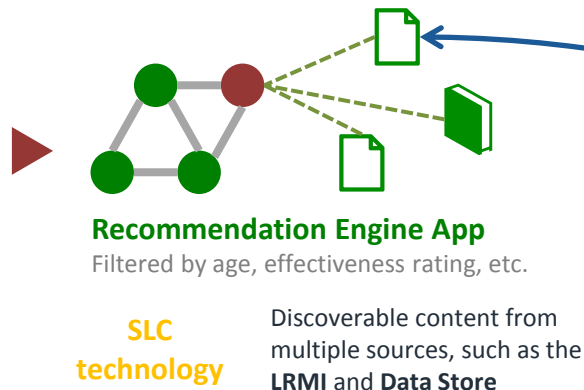 Recommendation Engine App
Filtered by age, effectiveness rating, etc.
SLC
technology
Discoverable content from
multiple sources, such as the
LRMI and Data Store